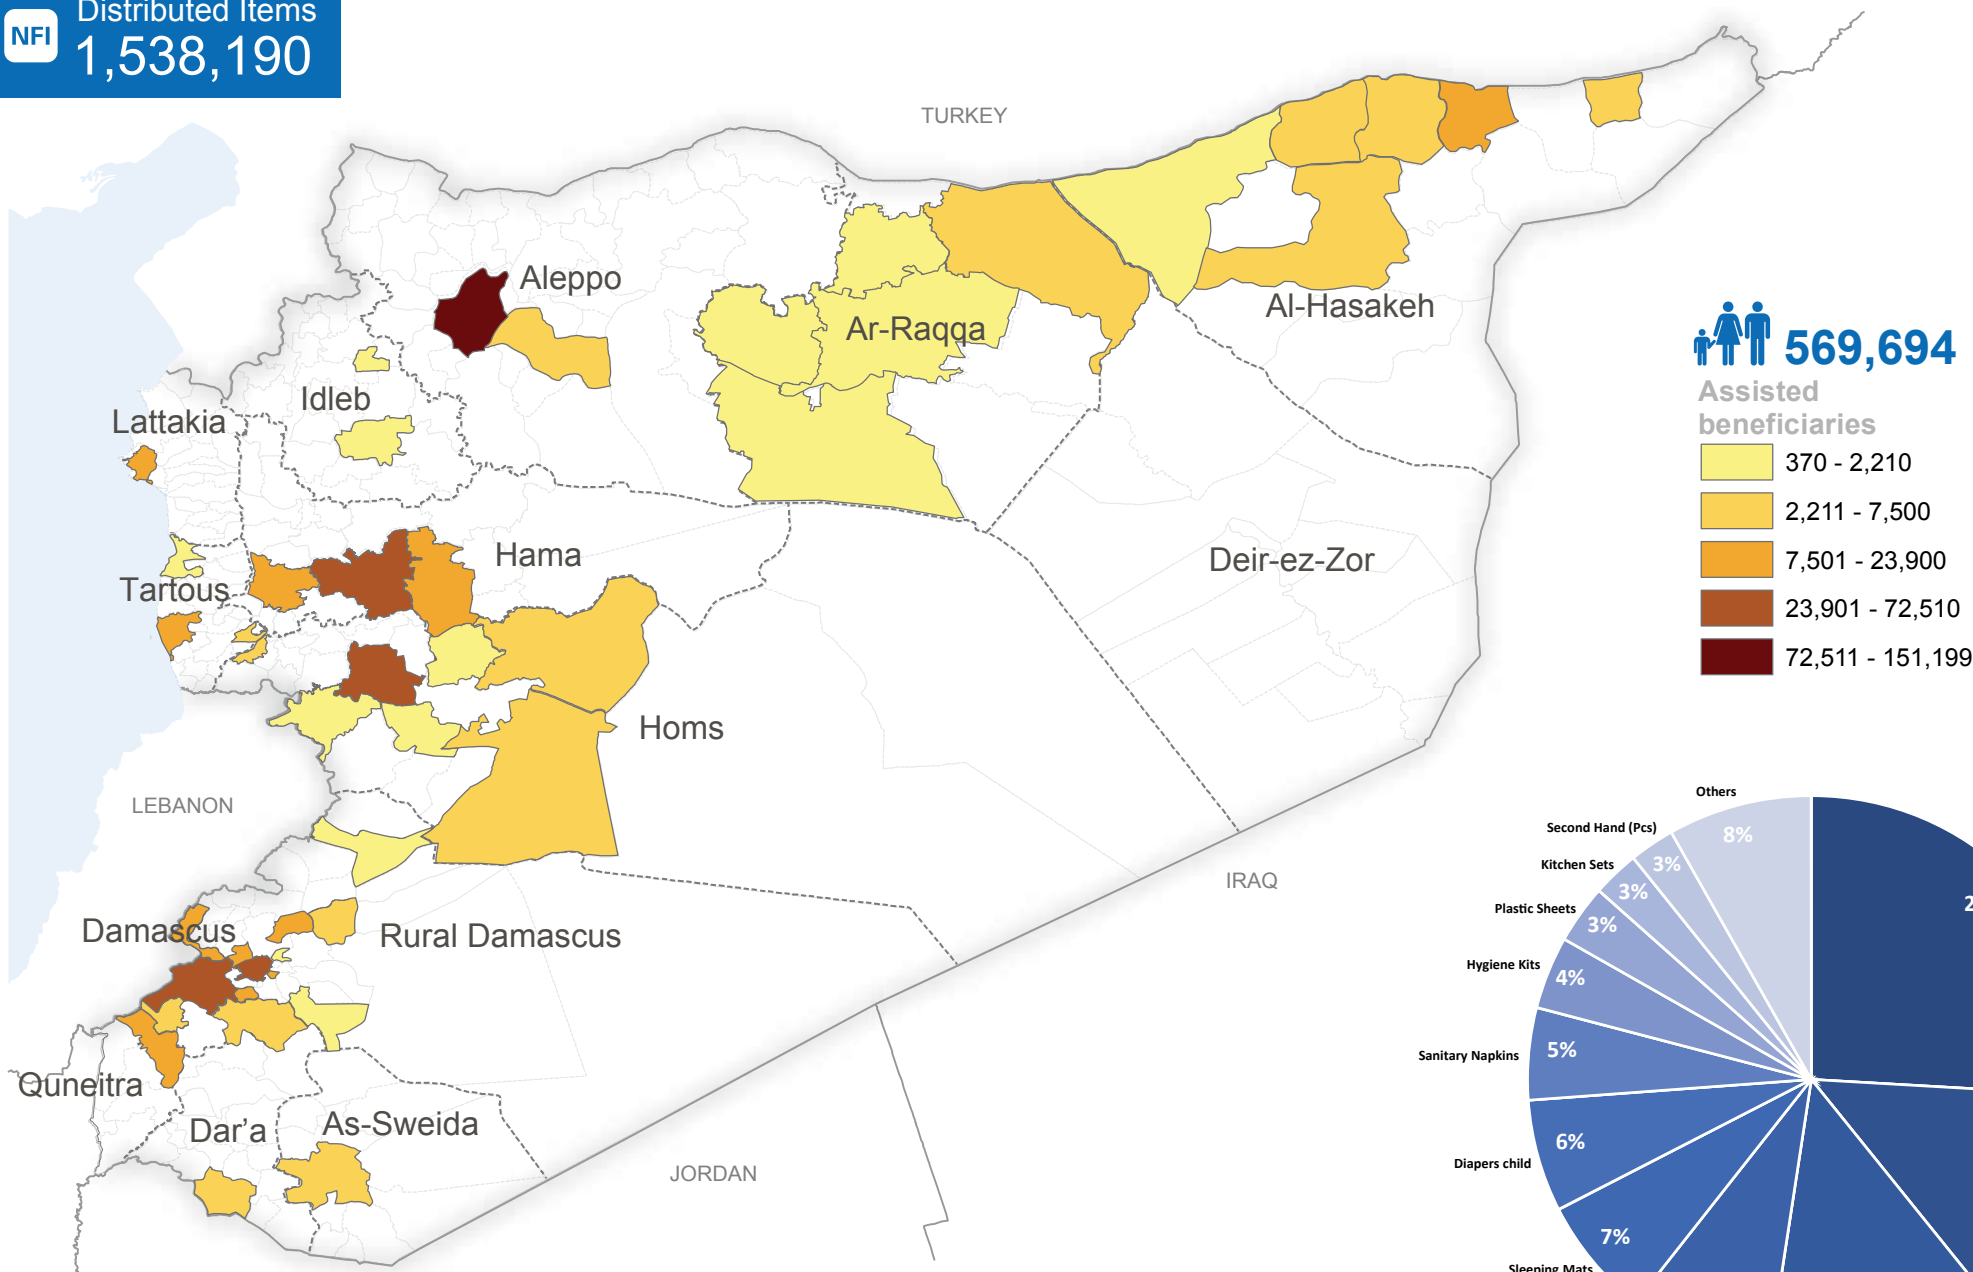 Distributed Items
NFI
1,538,190
TURKEY
Aleppo
Ar-Raqqa
Al-Hasakeh
Idleb
Lattakia
Hama
Tartous
Deir-ez-Zor
Homs
LEBANON
IRAQ
Damascus
Rural Damascus
Quneitra
Dar’a
As-Sweida
JORDAN
569,694
Assisted
beneficiaries
370 - 2,210
2,211 - 7,500
7,501 - 23,900
23,901 - 72,510
72,511 - 151,199
Others
8%
Second Hand (Pcs)
3%
Kitchen Sets
3%
Plastic Sheets
3%
Hygiene Kits
4%
Sanitary Napkins
5%
Diapers child
6%
7%
Sleeping Mats
2